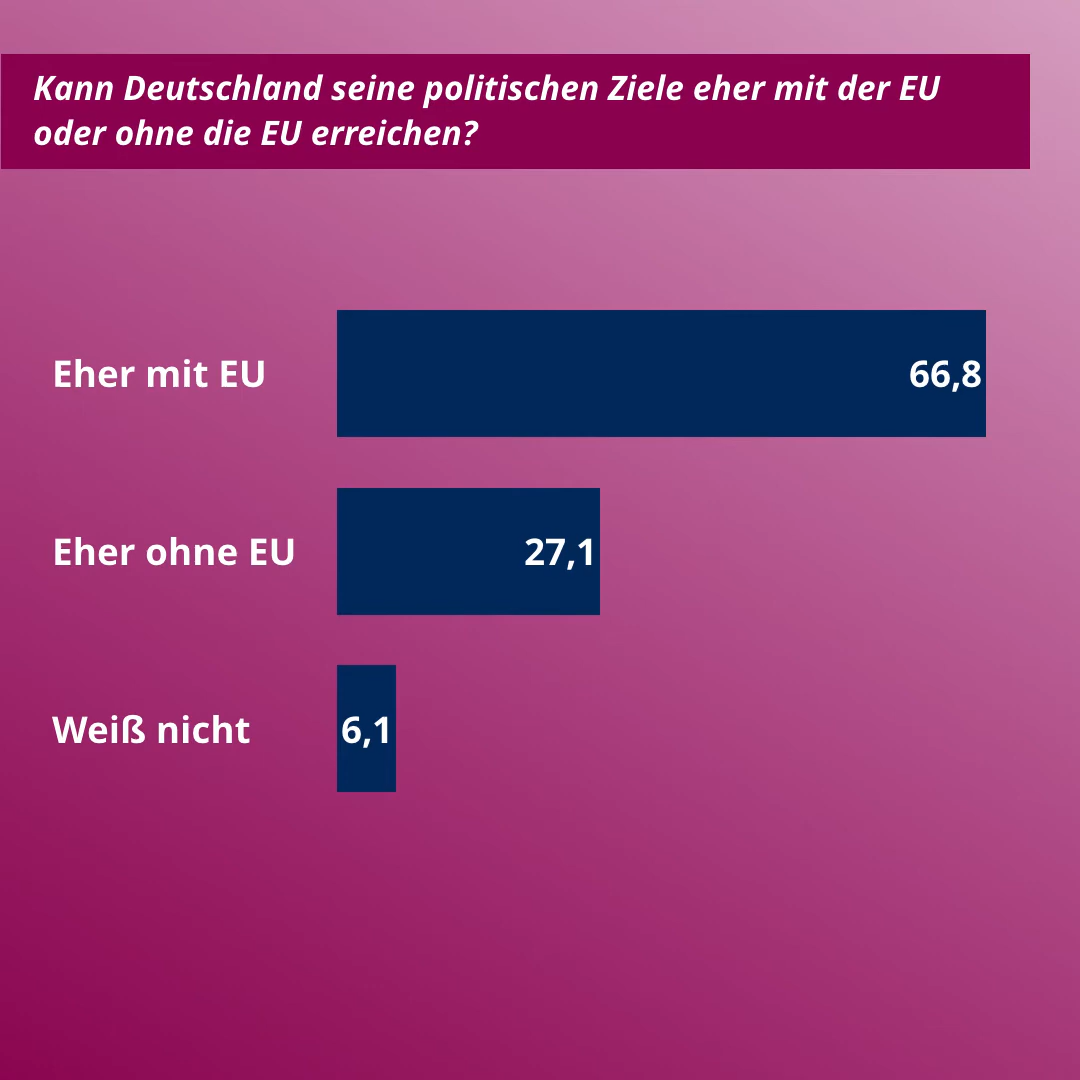 Kann Deutschland seine politischen Ziele eher mit der EU
oder ohne die EU erreichen?
Eher mit EU 66,8
Eher ohne EU 27,1
Weiß nicht 6,1